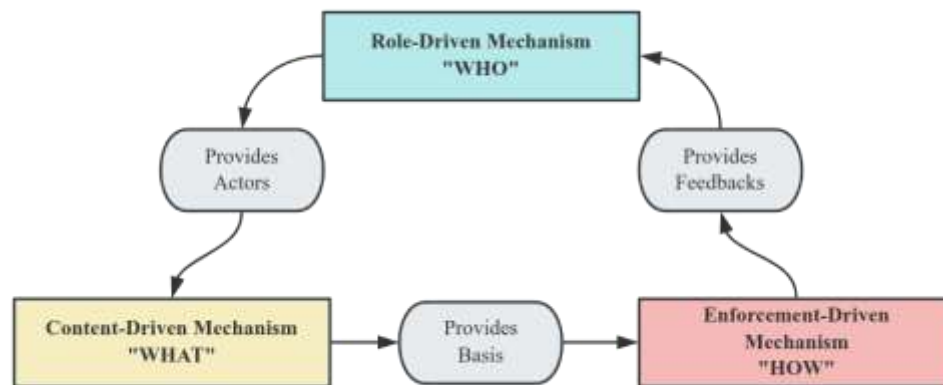 Role-Driven Mechanism
"WHO"
Provides
Actors
Provides
Feedbacks
Content-Driven Mechanism
"WHAT"
Provides
Basis
Enforcement-Driven
Mechanism
"HOW"